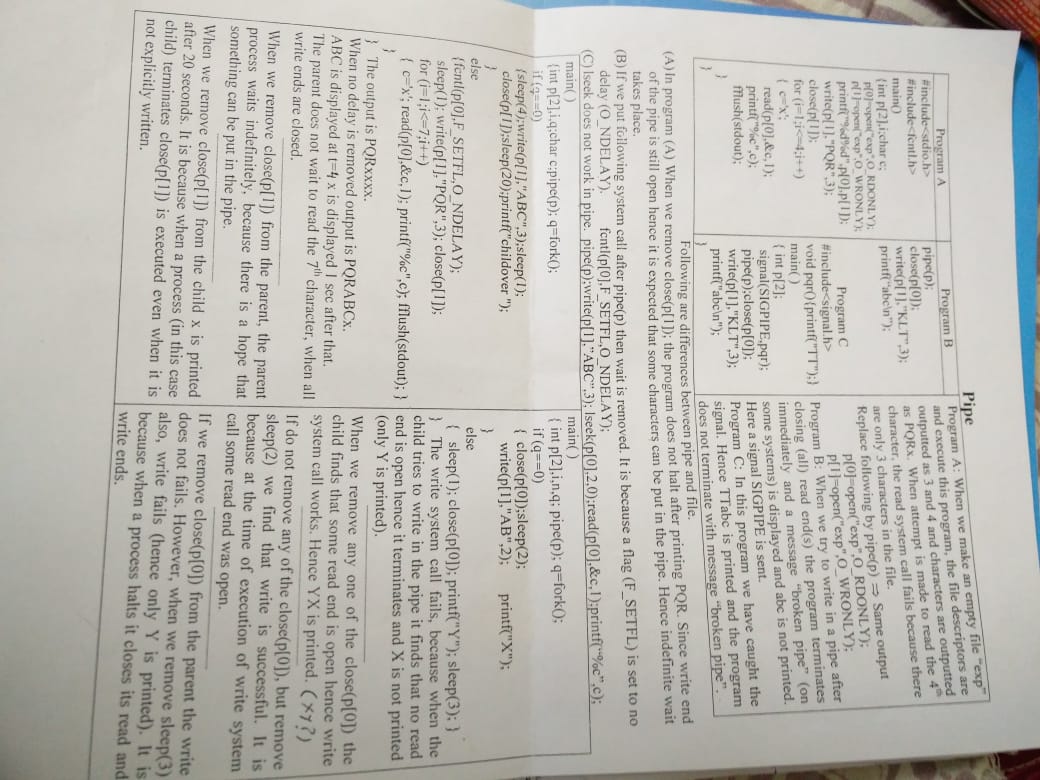 Pipe
Program A
#include<stdio.h>
#include<fcntl.h>
main()
{int p[2],i;char c;
p[0]=open("exp",O_RDONLY);
p[1]=open("exp",O_WRONLY);
printf("%d%d",p[0],p[1]);
write(p[1],"PQR",3);
close(p[1]);
for (i=1;i<=4;i++)
{ c='x';
read(p[0],&c,1);
printf("%c",c);
fflush(stdout);
}
}
Program B
pipe(p);
close(p[0]);
write(p[1],"KLT",3);
printf("abc\n");
Program C
#include<signal.h>
void pqr(){printf("TT");}
main()
{ int p[2];
signal(SIGPIPE,pqr);
pipe(p);close(p[0]);
write(p[1],"KLT",3);
printf("abc\n");
}
Program A: When we make an empty file "exp"
and execute this program, the file descriptors are
outputted as 3 and 4 and characters are outputted
as PQRx. When attempt is made to read the 4th
character, the read system call fails because there
are only 3 characters in the file.
Replace following by pipe(p) ⇒ Same output
p[0]=open("exp",O_RDONLY);
p[1]=open("exp",O_WRONLY);
Program B: When we try to write in a pipe after
closing (all) read end(s) the program terminates
immediately and a message "broken pipe" (on
some systems) is displayed and abc is not printed.
Here a signal SIGPIPE is sent.
Program C: In this program we have caught the
signal. Hence TTabc is printed and the program
does not terminate with message "broken pipe".
Following are differences between pipe and file.
(A)In program (A) When we remove close(p[1]); the program does not halt after printing PQR. Since write end
of the pipe is still open hence it is expected that some characters can be put in the pipe. Hence indefinite wait
takes place.
(B) If we put following system call after pipe(p) then wait is removed. It is because a flag (F_SETFL) is set to no
delay (O_NDELAY). fcntl(p[0],F_SETFL,O_NDELAY);
(C) lseek does not work in pipe. pipe(p);write(p[1],"ABC",3);lseek(p[0],2,0);read(p[0],&c,1);printf("%c",c);
main()
{int p[2],i,q;char c;pipe(p); q=fork();
if (q==0)
{sleep(4);write(p[1],"ABC",3);sleep(1);
close(p[1]);sleep(20);printf("childover ");
}
else
{fcntl(p[0],F_SETFL,O_NDELAY);
sleep(1); write(p[1],"PQR",3); close(p[1]);
for (i=1;i<=7;i++)
{ c='x'; read(p[0],&c,1); printf("%c",c); fflush(stdout); }
}
} The output is PQRxxxx.
When no delay is removed output is PQRABCx.
ABC is displayed at t=4 x is displayed 1 sec after that.
The parent does not wait to read the 7th character, when all
write ends are closed.
When we remove close(p[1]) from the parent, the parent
process waits indefinitely, because there is a hope that
something can be put in the pipe.
When we remove close(p[1]) from the child x is printed
after 20 seconds. It is because when a process (in this case
child) terminates close(p[1]) is executed even when it is
not explicitly written.
main()
{ int p[2],i,n,q; pipe(p); q=fork();
if (q==0)
{ close(p[0]);sleep(2);
write(p[1],"AB",2); printf("X");
}
else
{ sleep(1); close(p[0]); printf("Y"); sleep(3); }
} The write system call fails, because when the
child tries to write in the pipe it finds that no read
end is open hence it terminates and X is not printed
(only Y is printed).
When we remove any one of the close(p[0]) the
child finds that some read end is open hence write
system call works. Hence YX is printed. (XY?)
If do not remove any of the close(p[0]), but remove
sleep(2) we find that write is successful. It is
because at the time of execution of write system
call some read end was open.
If we remove close(p[0]) from the parent the write
does not fails. However, when we remove sleep(3)
also, write fails (hence only Y is printed). It is
because when a process halts it closes its read and
write ends.